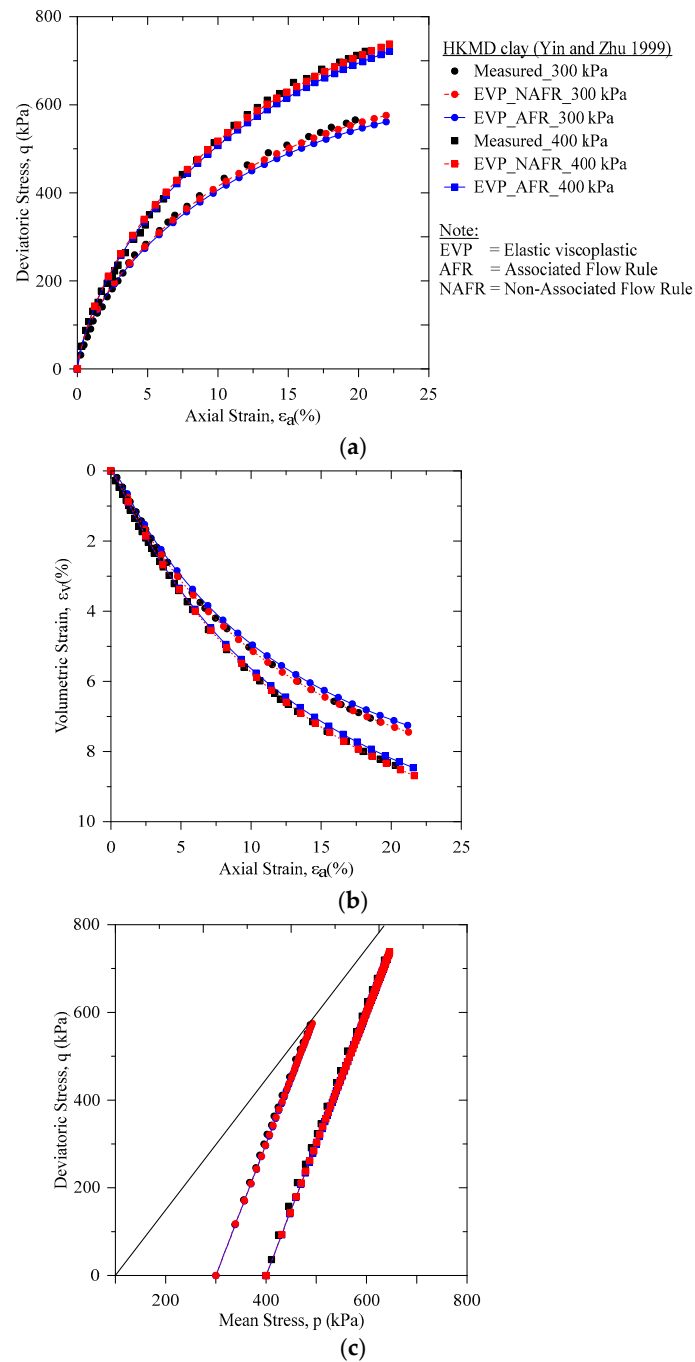 800
600
400
200
0
Deviatoric Stress, q (kPa)
0 5 10 15 20 25
Axial Strain, εa(%)
HKMD clay (Yin and Zhu 1999)
Measured_300 kPa
EVP_NAFR_300 kPa
EVP_AFR_300 kPa
Measured_400 kPa
EVP_NAFR_400 kPa
EVP_AFR_400 kPa
Note:
EVP = Elastic viscoplastic
AFR = Associated Flow Rule
NAFR = Non-Associated Flow Rule
(a)
0
2
4
6
8
10
Volumetric Strain, εv(%)
0 5 10 15 20 25
Axial Strain, εa(%)
(b)
800
600
400
200
0
Deviatoric Stress, q (kPa)
200 400 600 800
Mean Stress, p (kPa)
(c)